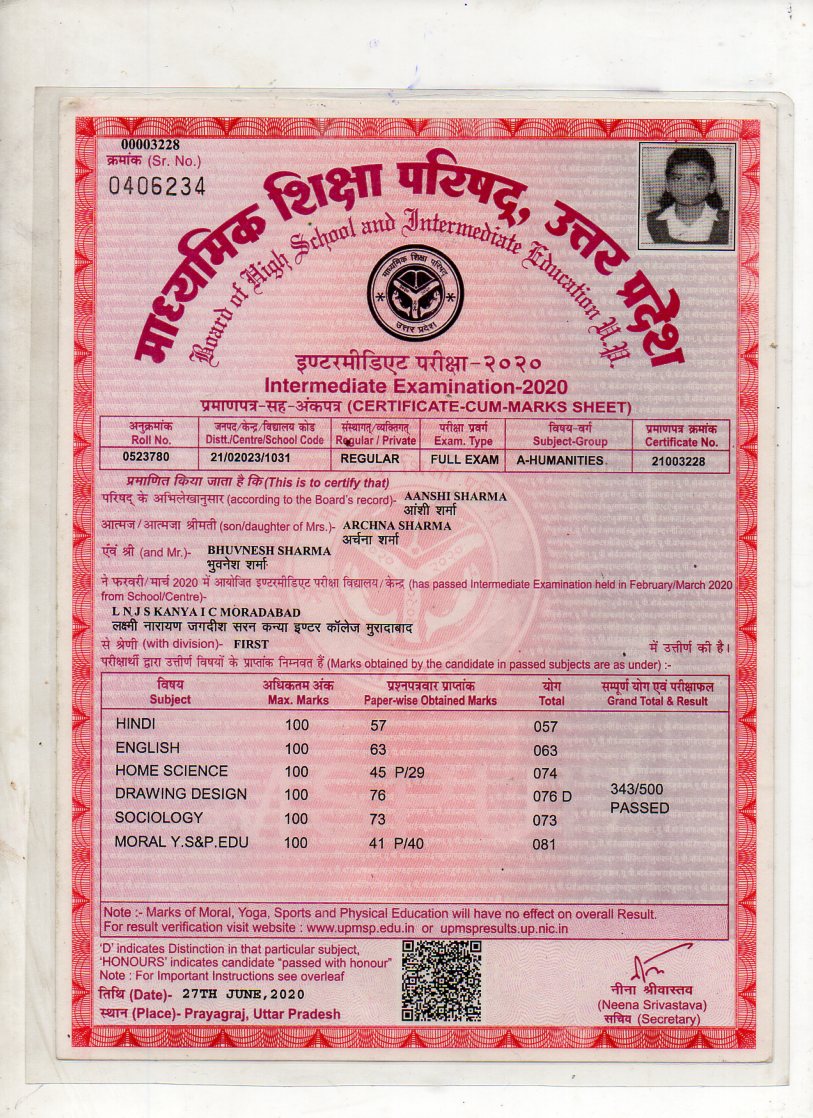 00003228
क्रमांक (Sr. No.)
0406234
माध्यमिक शिक्षा परिषद्, उत्तर प्रदेश
Board of High School and Intermediate Education U.P.
माध्यमिक शिक्षा परिषद्
उत्तर प्रदेश
इण्टरमीडिएट परीक्षा-२०२०
Intermediate Examination-2020
प्रमाणपत्र-सह-अंकपत्र (CERTIFICATE-CUM-MARKS SHEET)
अनुक्रमांक जनपद/केन्द्र/विद्यालय कोड संस्थागत/व्यक्तिगत परीक्षा प्रवर्ग विषय-वर्ग प्रमाणपत्र क्रमांक
Roll No. Distt./Centre/School Code Regular / Private Exam. Type Subject-Group Certificate No.
0523780 21/02023/1031 REGULAR FULL EXAM A-HUMANITIES 21003228
प्रमाणित किया जाता है कि (This is to certify that)
परिषद् के अभिलेखानुसार (according to the Board's record)- AANSHI SHARMA
आंशी शर्मा
आत्मज/आत्मजा श्रीमती (son/daughter of Mrs.)- ARCHNA SHARMA
अर्चना शर्मा
एंवं श्री (and Mr.)- BHUVNESH SHARMA
भुवनेश शर्मा
ने फरवरी/मार्च 2020 में आयोजित इण्टरमीडिएट परीक्षा विद्यालय/केन्द्र (has passed Intermediate Examination held in February/March 2020
from School/Centre)-
L N J S KANYA I C MORADABAD
लक्ष्मी नारायण जगदीश सरन कन्या इण्टर कॉलेज मुरादाबाद
से श्रेणी (with division)- FIRST में उत्तीर्ण की है।
परीक्षार्थी द्वारा उत्तीर्ण विषयों के प्राप्तांक निम्नवत हैं (Marks obtained by the candidate in passed subjects are as under) :-
विषय अधिकतम अंक प्रश्नपत्रवार प्राप्तांक योग सम्पूर्ण योग एवं परीक्षाफल
Subject Max. Marks Paper-wise Obtained Marks Total Grand Total & Result
HINDI 100 57 057
ENGLISH 100 63 063
HOME SCIENCE 100 45 P/29 074
DRAWING DESIGN 100 76 076 D 343/500
SOCIOLOGY 100 73 073 PASSED
MORAL Y.S&P.EDU 100 41 P/40 081
Note :- Marks of Moral, Yoga, Sports and Physical Education will have no effect on overall Result.
For result verification visit website : www.upmsp.edu.in or upmspresults.up.nic.in
'D' indicates Distinction in that particular subject,
'HONOURS' indicates candidate "passed with honour"
Note : For Important Instructions see overleaf
तिथि (Date)- 27TH JUNE,2020
स्थान (Place)- Prayagraj, Uttar Pradesh
नीना श्रीवास्तव
(Neena Srivastava)
सचिव (Secretary)